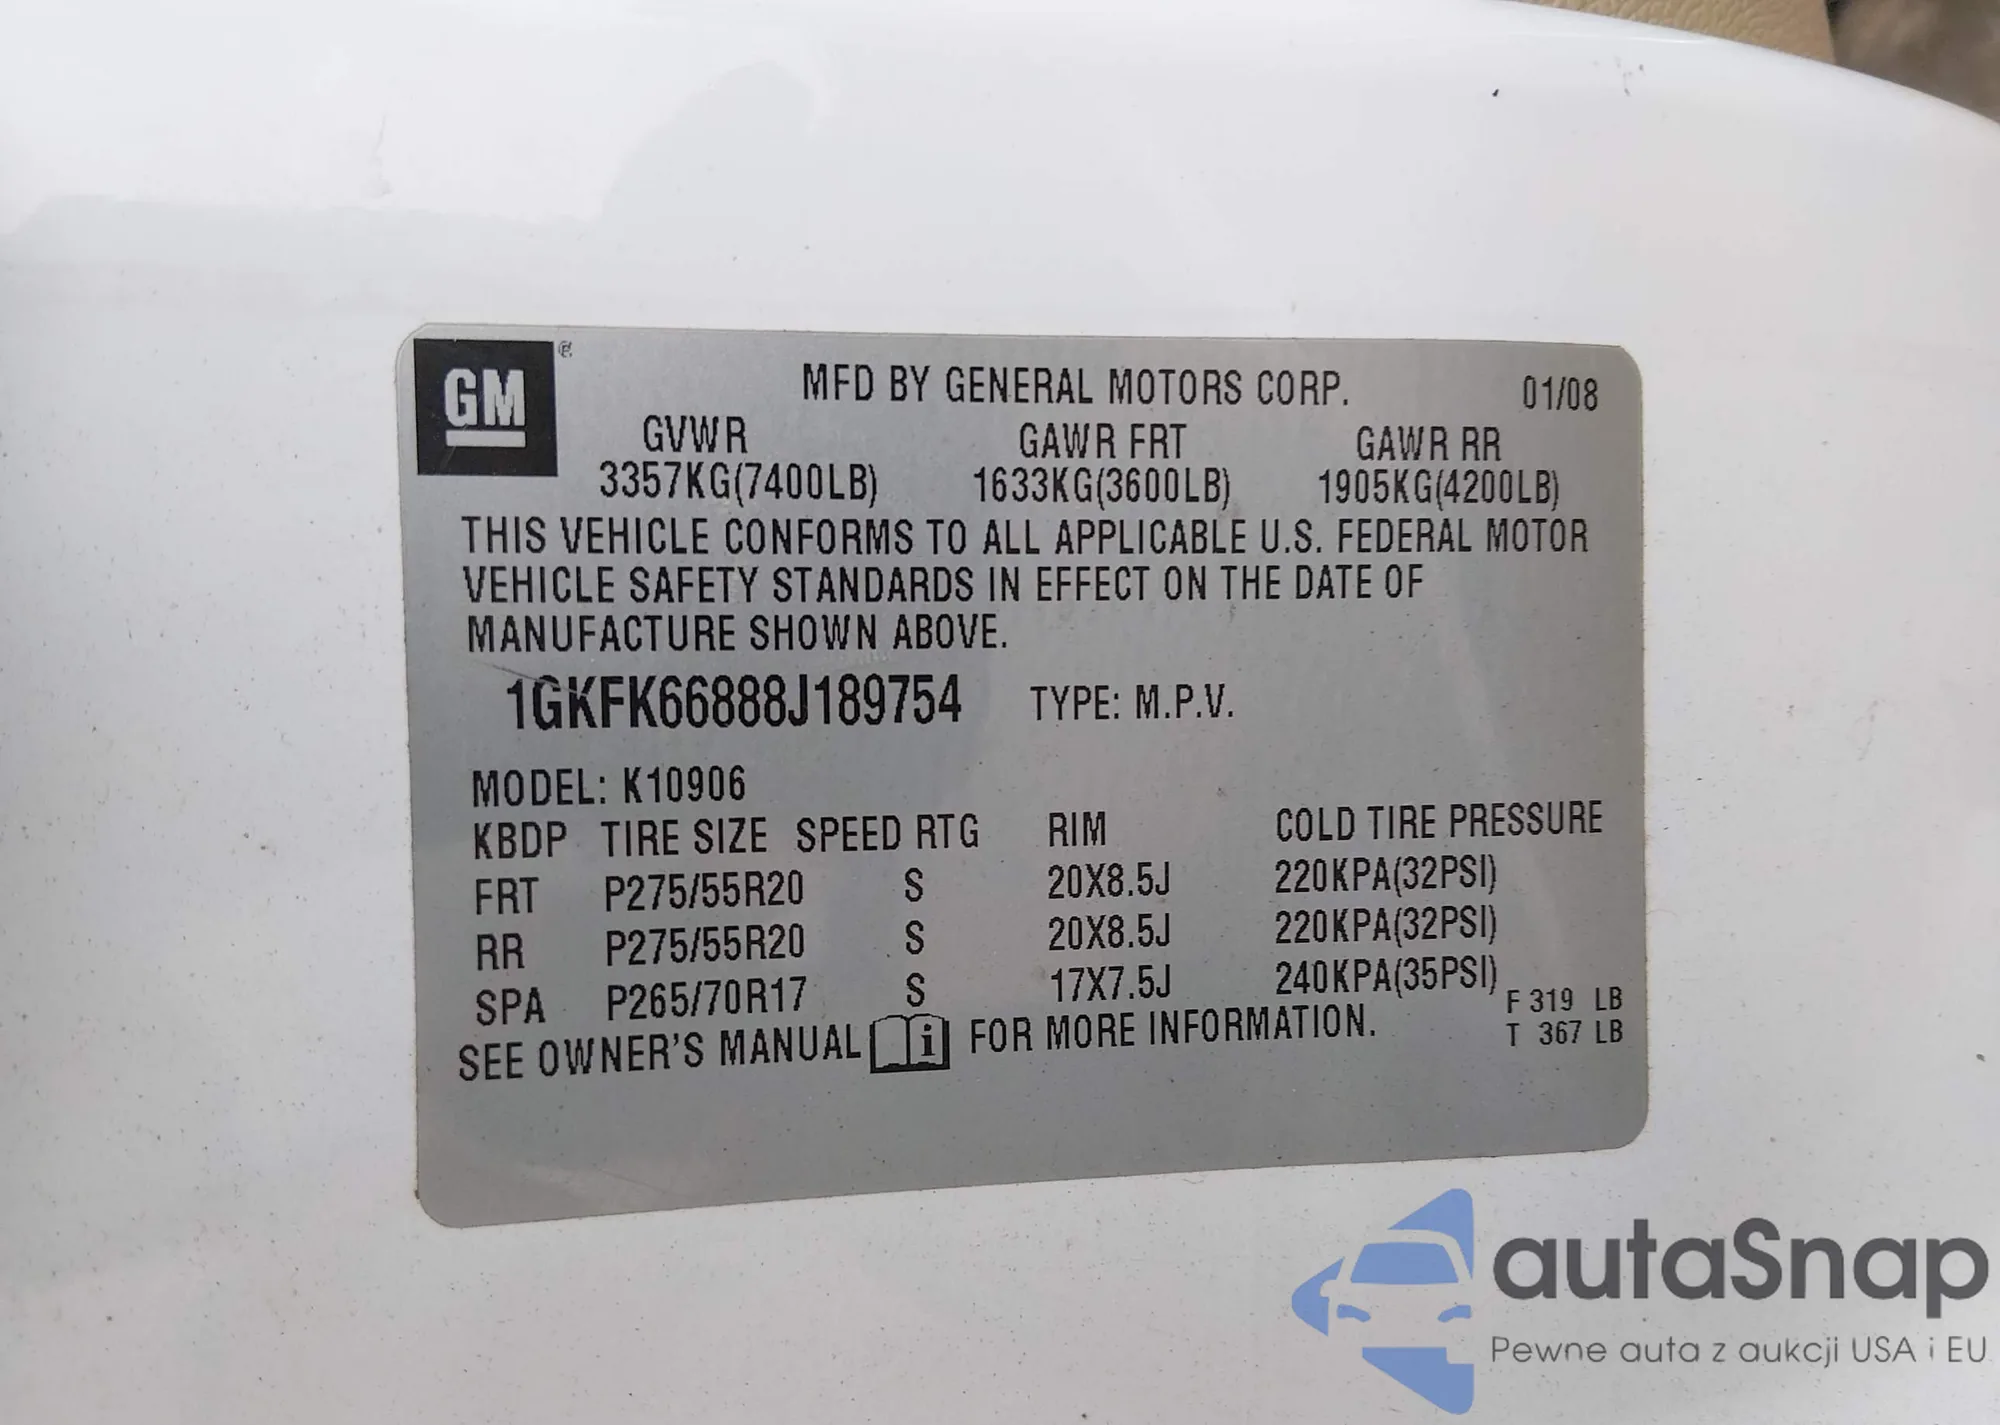 GM ®
MFD BY GENERAL MOTORS CORP. 01/08
GVWR GAWR FRT GAWR RR
3357KG(7400LB) 1633KG(3600LB) 1905KG(4200LB)
THIS VEHICLE CONFORMS TO ALL APPLICABLE U.S. FEDERAL MOTOR
VEHICLE SAFETY STANDARDS IN EFFECT ON THE DATE OF
MANUFACTURE SHOWN ABOVE.
1GKFK66888J189754 TYPE: M.P.V.
MODEL: K10906
KBDP TIRE SIZE SPEED RTG RIM COLD TIRE PRESSURE
FRT P275/55R20 S 20X8.5J 220KPA(32PSI)
RR P275/55R20 S 20X8.5J 220KPA(32PSI)
SPA P265/70R17 S 17X7.5J 240KPA(35PSI)
F 319 LB
SEE OWNER'S MANUAL i FOR MORE INFORMATION.
T 367 LB
autaSnap
Pewne auta z aukcji USA i EU